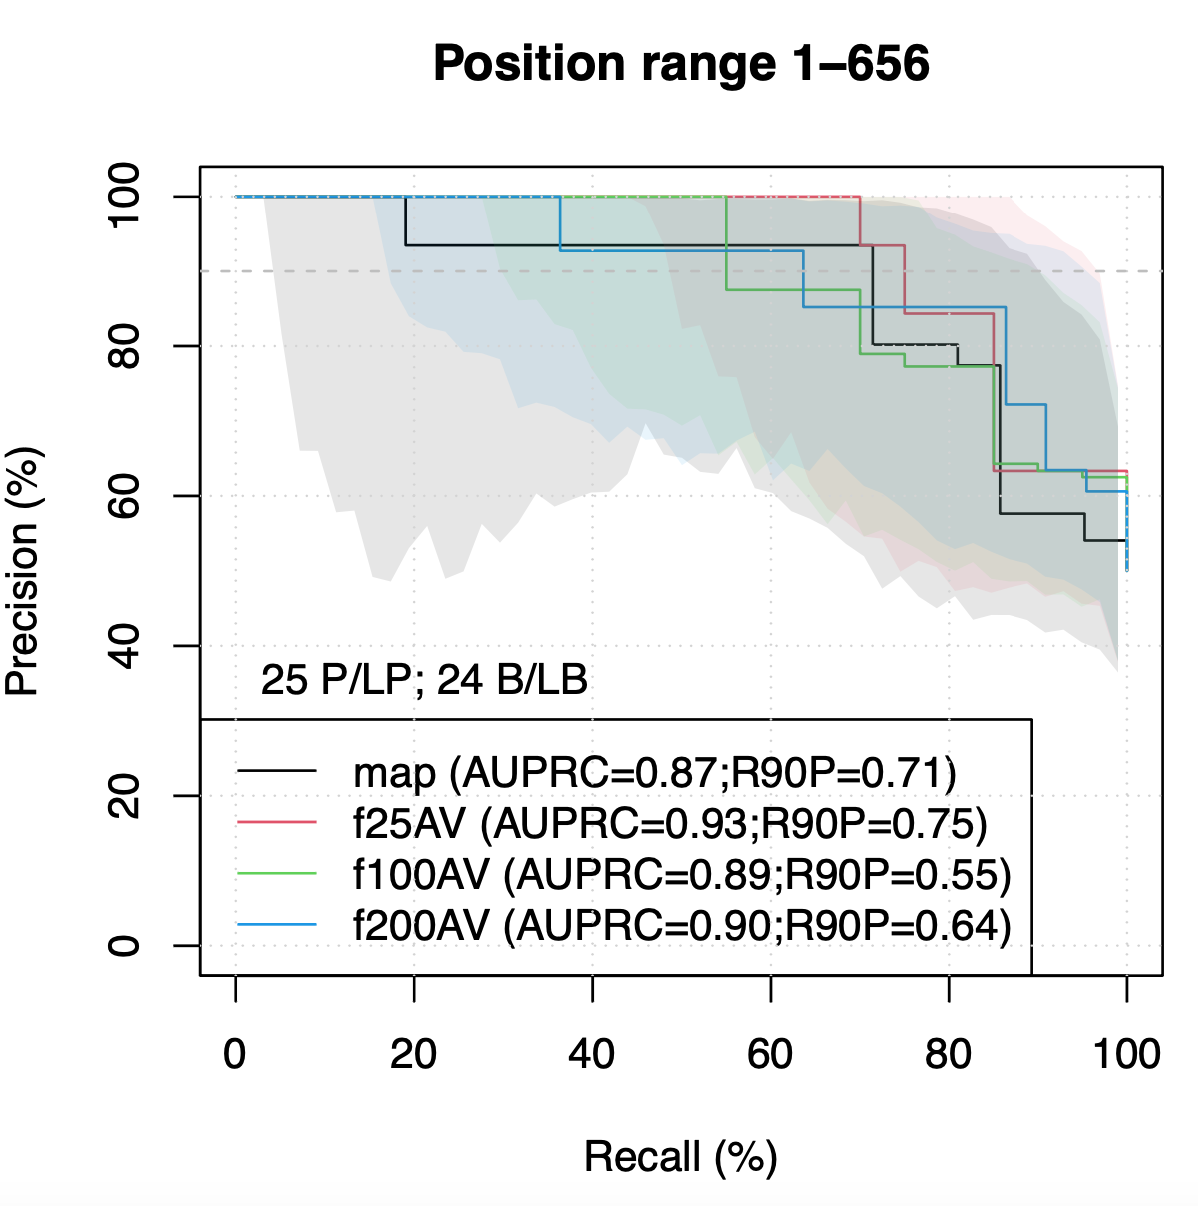 Position range 1–656
100
80
60
40
20
0
Precision (%)
25 P/LP; 24 B/LB
map (AUPRC=0.87;R90P=0.71)
f25AV (AUPRC=0.93;R90P=0.75)
f100AV (AUPRC=0.89;R90P=0.55)
f200AV (AUPRC=0.90;R90P=0.64)
0 20 40 60 80 100
Recall (%)